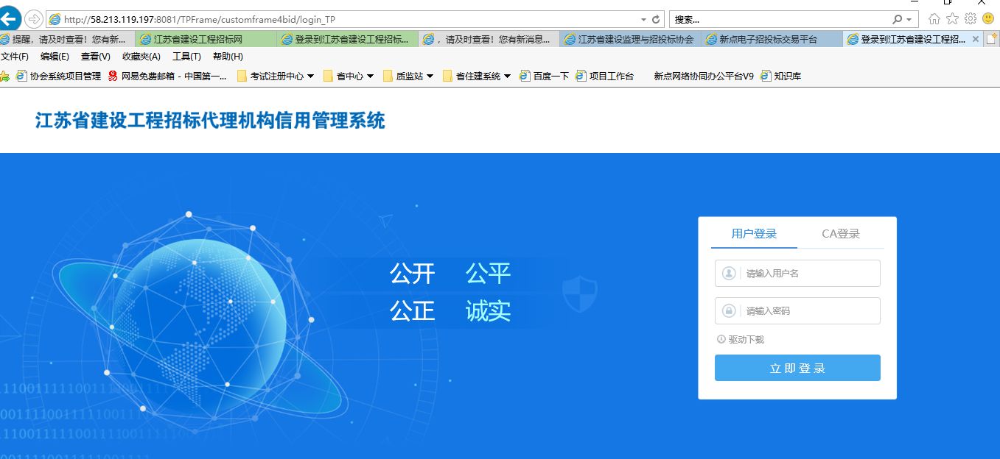 http://58.213.119.197:8081/TPFrame/customframe4bid/login_TP 搜索...
提醒，请及时查看！您有新... 江苏省建设工程招标网 登录到江苏省建设工程招标... ，请及时查看！您有新消息... 江苏省建设监理与招投标协会 新点电子招投标交易平台 登录到江苏省建设工程招...
文件(F) 编辑(E) 查看(V) 收藏夹(A) 工具(T) 帮助(H)
协会系统项目管理 网易免费邮箱 - 中国第一... 考试注册中心 省中心 质监站 省住建系统 百度一下 项目工作台 新点网络协同办公平台V9 知识库
江苏省建设工程招标代理机构信用管理系统
公开 公平
公正 诚实
用户登录 CA登录
请输入用户名
请输入密码
驱动下载
立即登录